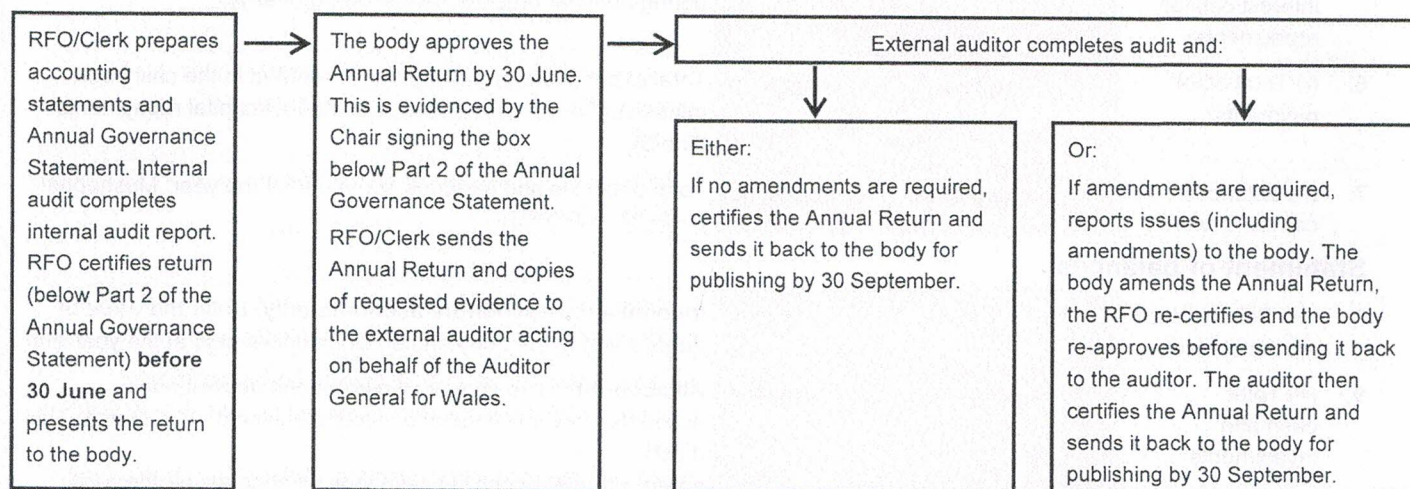 RFO/Clerk prepares
accounting
statements and
Annual Governance
Statement. Internal
audit completes
internal audit report.
RFO certifies return
(below Part 2 of the
Annual Governance
Statement) before
30 June and
presents the return
to the body.
The body approves the
Annual Return by 30 June.
This is evidenced by the
Chair signing the box
below Part 2 of the Annual
Governance Statement.
RFO/Clerk sends the
Annual Return and copies
of requested evidence to
the external auditor acting
on behalf of the Auditor
General for Wales.
External auditor completes audit and:
Either:
If no amendments are required,
certifies the Annual Return and
sends it back to the body for
publishing by 30 September.
Or:
If amendments are required,
reports issues (including
amendments) to the body. The
body amends the Annual Return,
the RFO re-certifies and the body
re-approves before sending it back
to the auditor. The auditor then
certifies the Annual Return and
sends it back to the body for
publishing by 30 September.